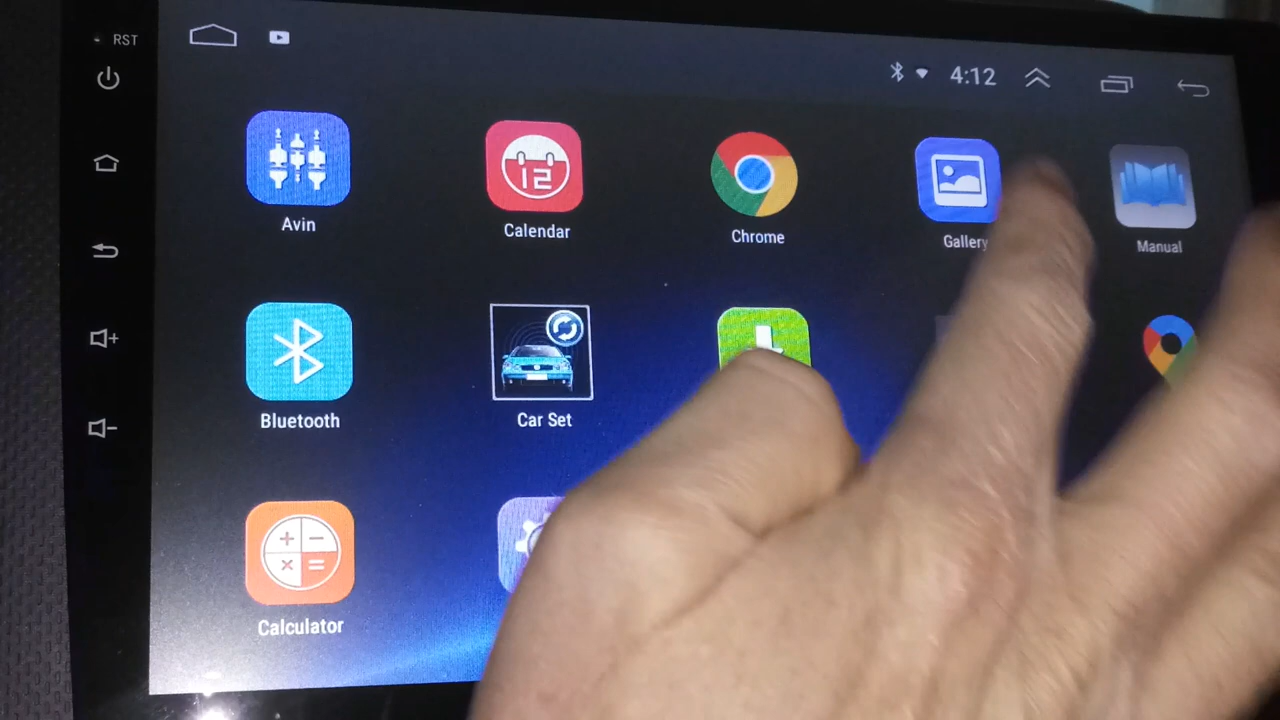 RST
4:12
12
Avin
Calendar
Chrome
Gallery
Manual
Bluetooth
Car Set
Calculator